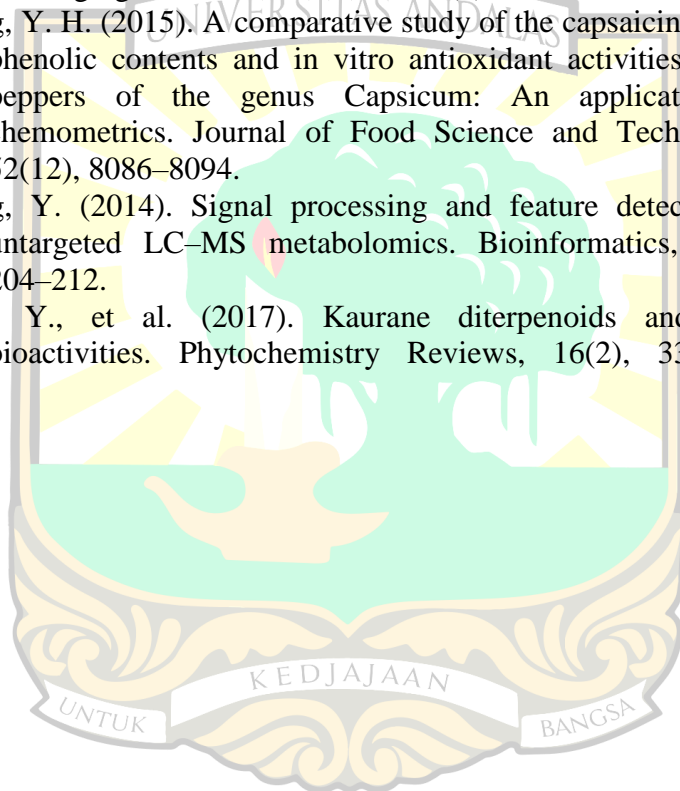 g, Y. H. (2015). A comparative study of the capsaicin
phenolic contents and in vitro antioxidant activities
peppers of the genus Capsicum: An applicat
chemometrics. Journal of Food Science and Tech
52(12), 8086–8094.
g, Y. (2014). Signal processing and feature detec
untargeted LC–MS metabolomics. Bioinformatics,
204–212.
Y., et al. (2017). Kaurane diterpenoids and
bioactivities. Phytochemistry Reviews, 16(2), 33
UNIVERSITAS ANDALAS
KEDJAJAAN
UNTUK
BANGSA